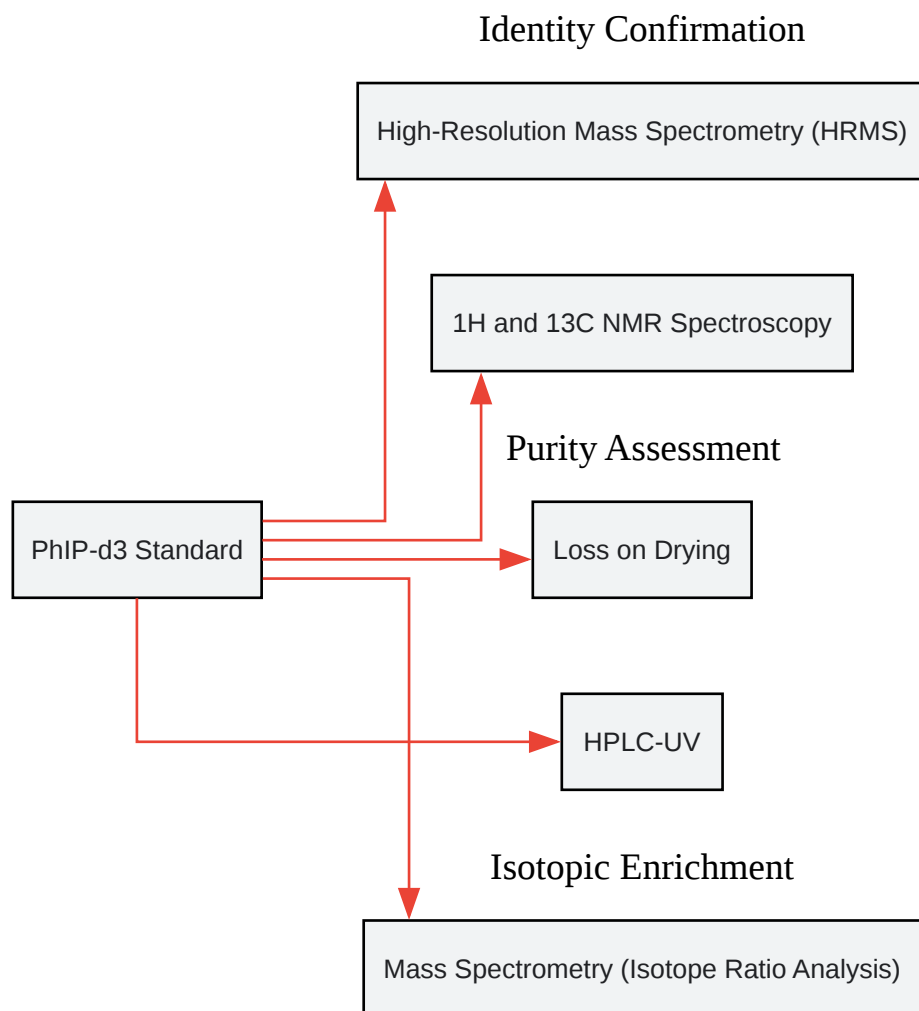 Identity Confirmation
High-Resolution Mass Spectrometry (HRMS)
1H and 13C NMR Spectroscopy
Purity Assessment
PhIP-d3 Standard
Loss on Drying
HPLC-UV
Isotopic Enrichment
Mass Spectrometry (Isotope Ratio Analysis)